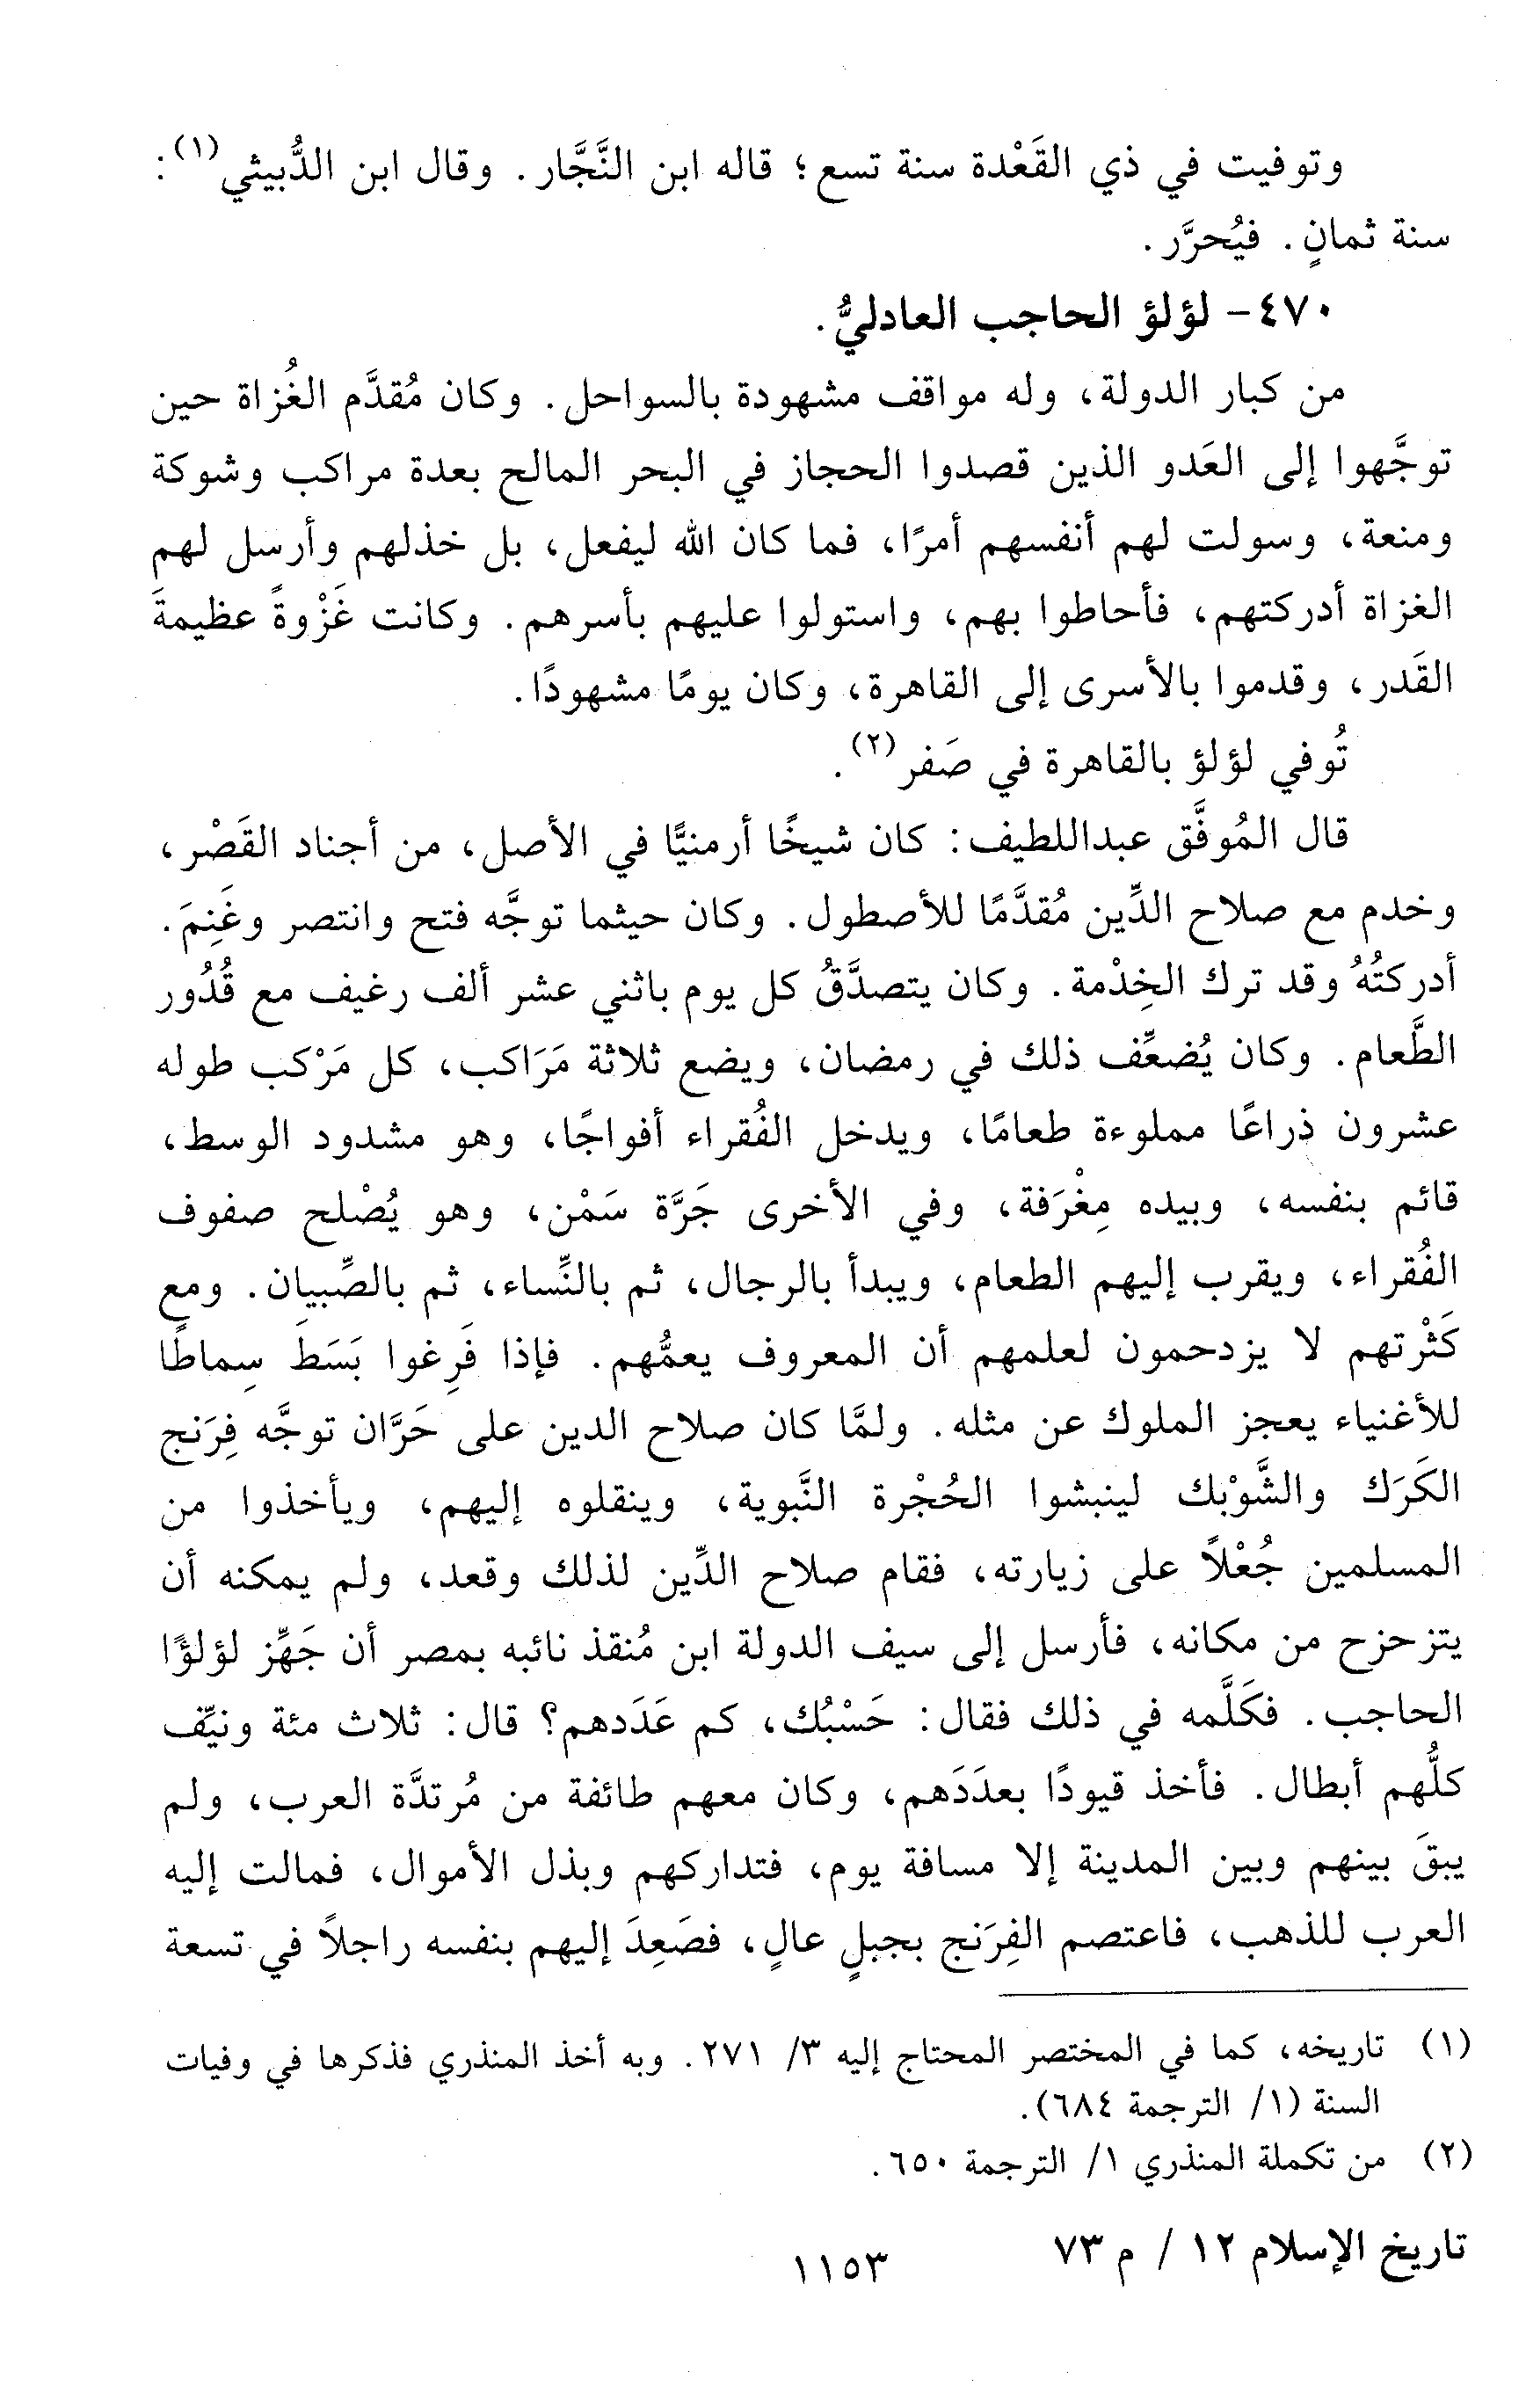 وتوفيت في ذي القَعْدة سنة تسع؛ قاله ابن النَّجَّار. وقال ابن الدُّبيثي(١):
سنة ثمانٍ. فيُحرَّر.
٤٧٠- لؤلؤ الحاجب العادليُّ.
من كبار الدولة، وله مواقف مشهودة بالسواحل. وكان مُقدَّم الغُزاة حين
توجَّهوا إلى العَدو الذين قصدوا الحجاز في البحر المالح بعدة مراكب وشوكة
ومنعة، وسولت لهم أنفسهم أمرًا، فما كان الله ليفعل، بل خذلهم وأرسل لهم
الغزاة أدركتهم، فأحاطوا بهم، واستولوا عليهم بأسرهم. وكانت غَزْوةً عظيمةَ
القَدر، وقدموا بالأسرى إلى القاهرة، وكان يومًا مشهودًا.
تُوفي لؤلؤ بالقاهرة في صَفر(٢).
قال المُوفَّق عبداللطيف: كان شيخًا أرمنيًّا في الأصل، من أجناد القَصْر،
وخدم مع صلاح الدِّين مُقدَّمًا للأصطول. وكان حيثما توجَّه فتح وانتصر وغَنِمَ.
أدركتُهُ وقد ترك الخِدْمة. وكان يتصدَّقُ كل يوم باثني عشر ألف رغيف مع قُدُور
الطَّعام. وكان يُضعِّف ذلك في رمضان، ويضع ثلاثة مَرَاكب، كل مَرْكب طوله
عشرون ذراعًا مملوءة طعامًا، ويدخل الفُقراء أفواجًا، وهو مشدود الوسط،
قائم بنفسه، وبيده مِغْرَفة، وفي الأخرى جَرَّة سَمْن، وهو يُصْلح صفوف
الفُقراء، ويقرب إليهم الطعام، ويبدأ بالرجال، ثم بالنِّساء، ثم بالصِّبيان. ومع
كَثْرتهم لا يزدحمون لعلمهم أن المعروف يعمُّهم. فإذا فَرِغوا بَسَطَ سِماطًا
للأغنياء يعجز الملوك عن مثله. ولمَّا كان صلاح الدين على حَرَّان توجَّه فِرَنج
الكَرَك والشَّوْبك لينبشوا الحُجْرة النَّبوية، وينقلوه إليهم، ويأخذوا من
المسلمين جُعْلاً على زيارته، فقام صلاح الدِّين لذلك وقعد، ولم يمكنه أن
يتزحزح من مكانه، فأرسل إلى سيف الدولة ابن مُنقذ نائبه بمصر أن جَهِّز لؤلؤًا
الحاجب. فكَلَّمه في ذلك فقال: حَسْبُك، كم عَدَدهم؟ قال: ثلاث مئة ونيِّف
كلُّهم أبطال. فأخذ قيودًا بعدَدَهم، وكان معهم طائفة من مُرتدَّة العرب، ولم
يبقَ بينهم وبين المدينة إلا مسافة يوم، فتداركهم وبذل الأموال، فمالت إليه
العرب للذهب، فاعتصم الفِرَنج بجبلٍ عالٍ، فصَعِدَ إليهم بنفسه راجلاً في تسعة
(١) تاريخه، كما في المختصر المحتاج إليه ٣/ ٢٧١. وبه أخذ المنذري فذكرها في وفيات
السنة (١/ الترجمة ٦٨٤).
(٢) من تكملة المنذري ١/ الترجمة ٦٥٠.
تاريخ الإسلام ١٢ / م ٧٣
١١٥٣